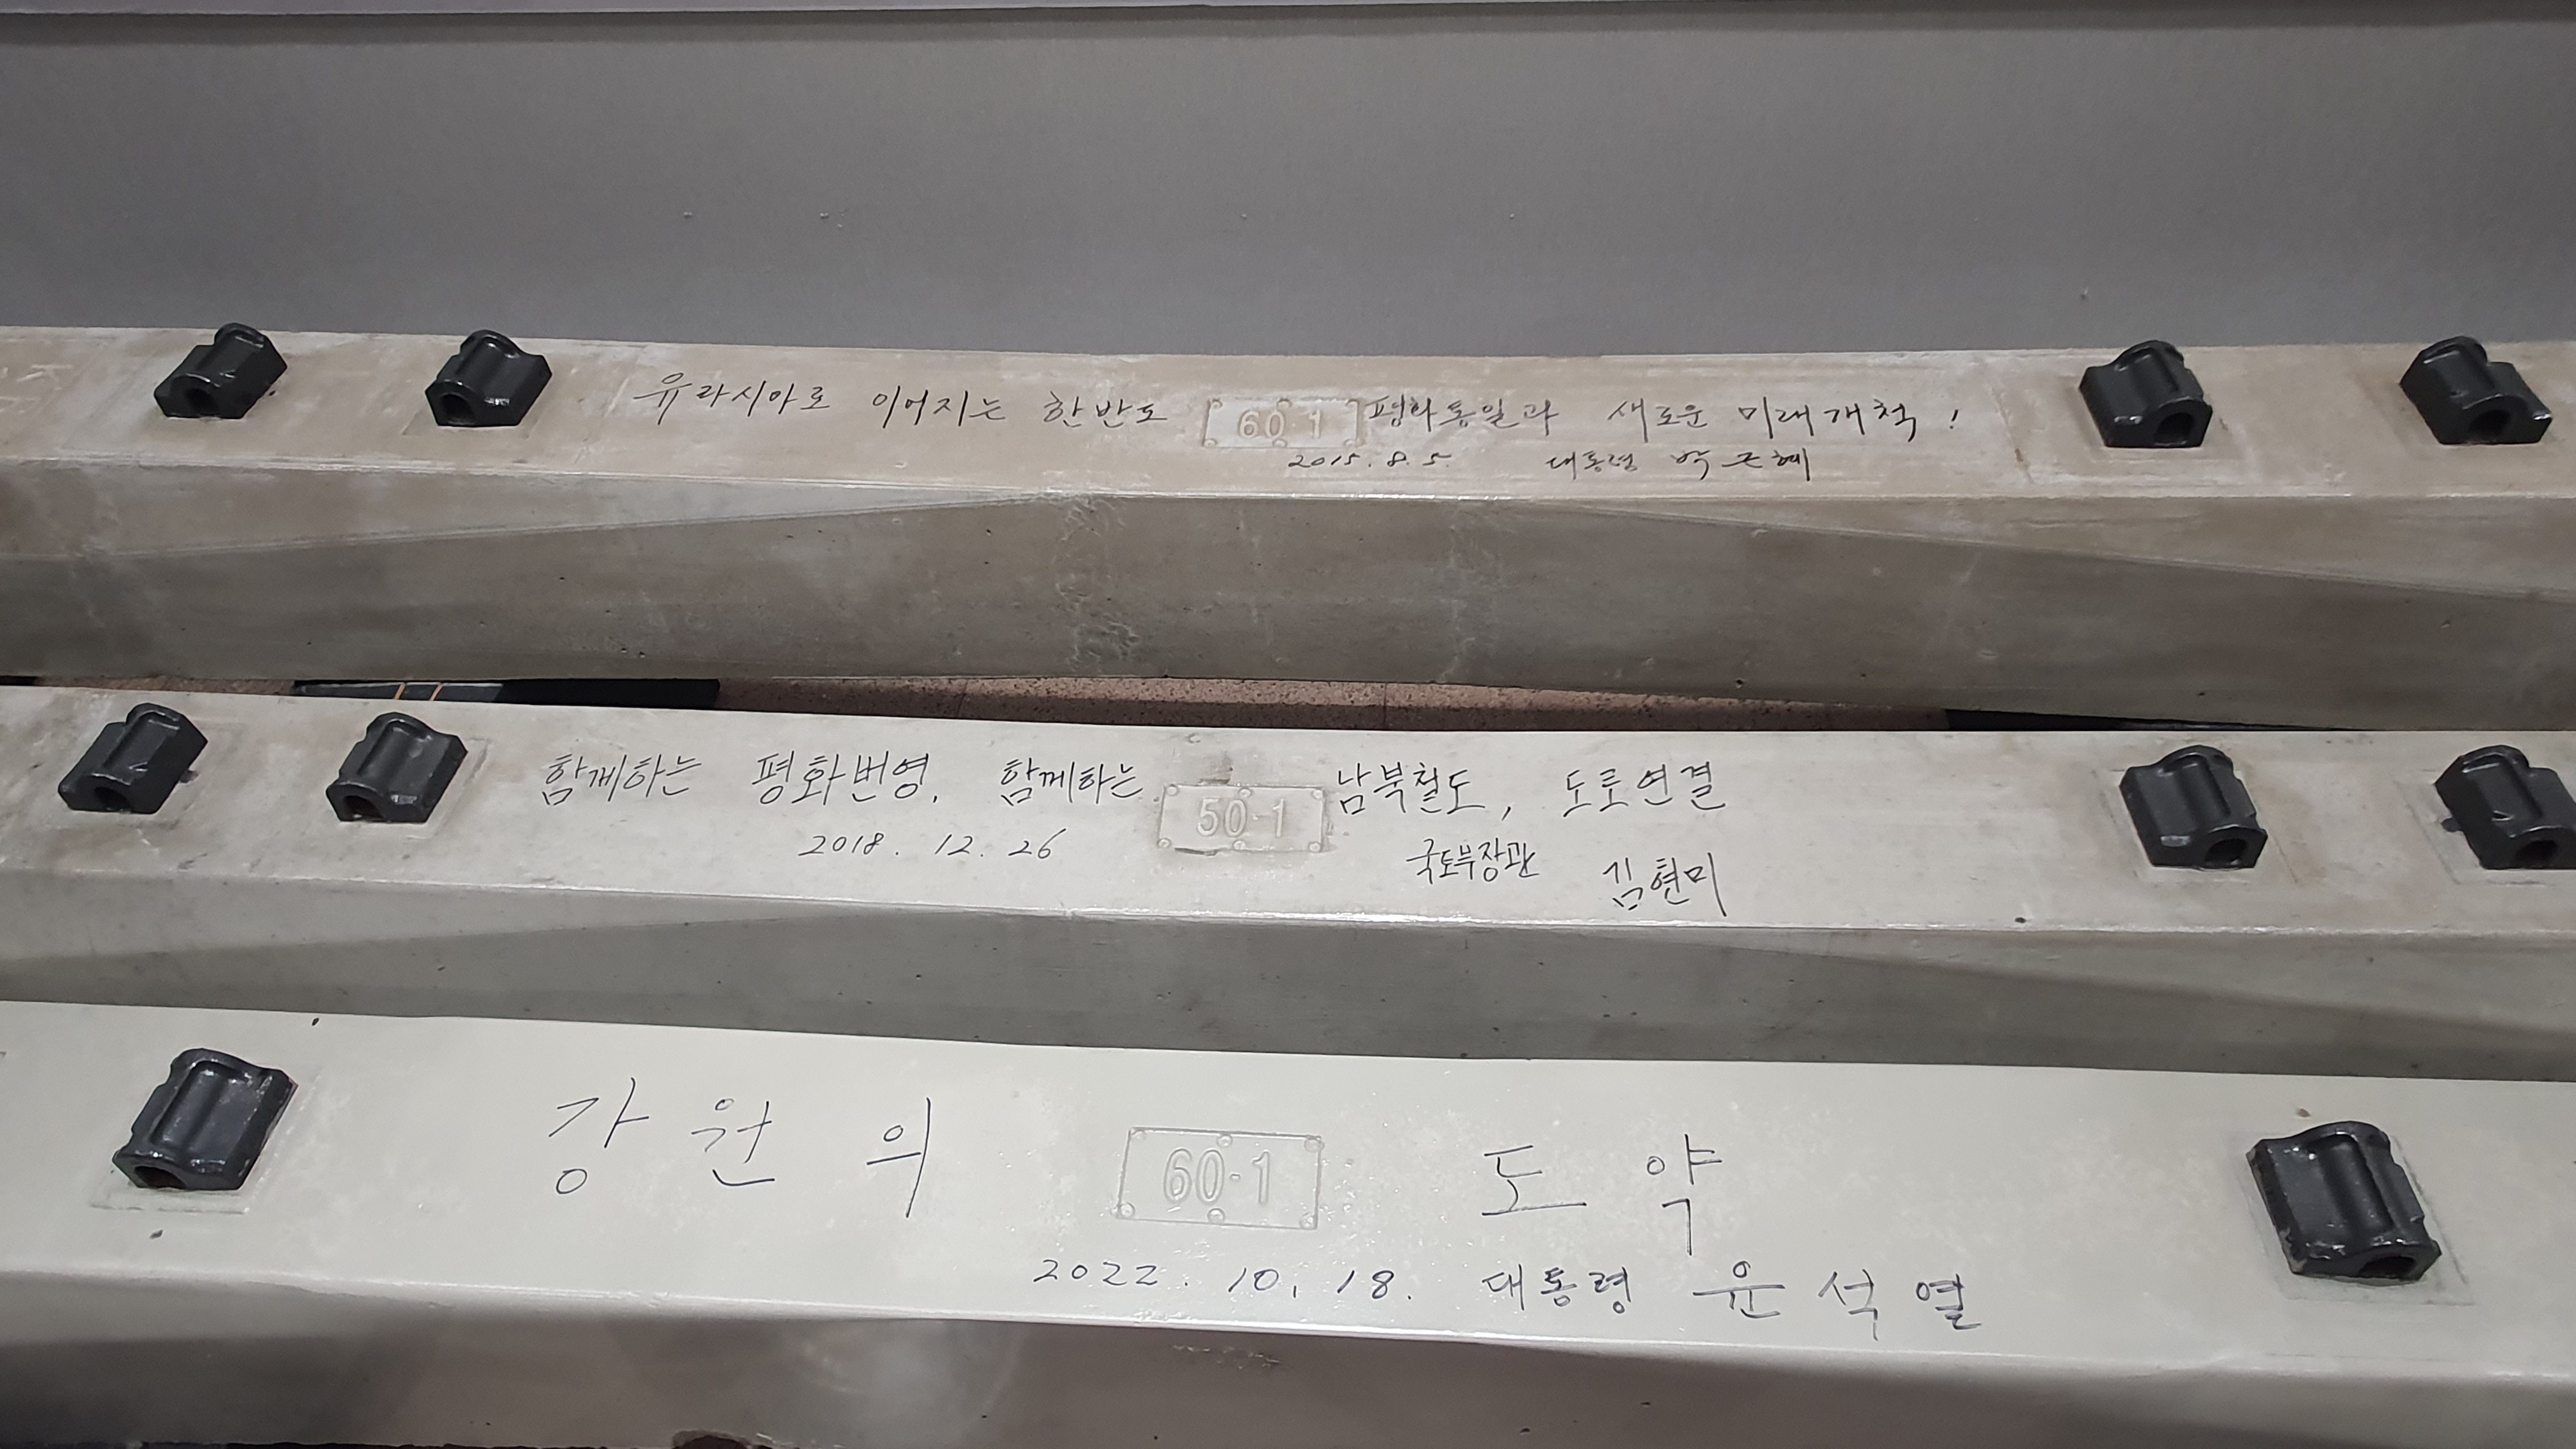 유라시아로 이어지는 한반도 60·1 평화통일과 새로운 미래개척!
2015. 8. 5. 대통령 박근혜
함께하는 평화번영, 함께하는 50·1 남북철도, 도로연결
2018. 12. 26 국토부장관 김현미
강원의 60·1 도약
2022. 10. 18. 대통령 윤석열